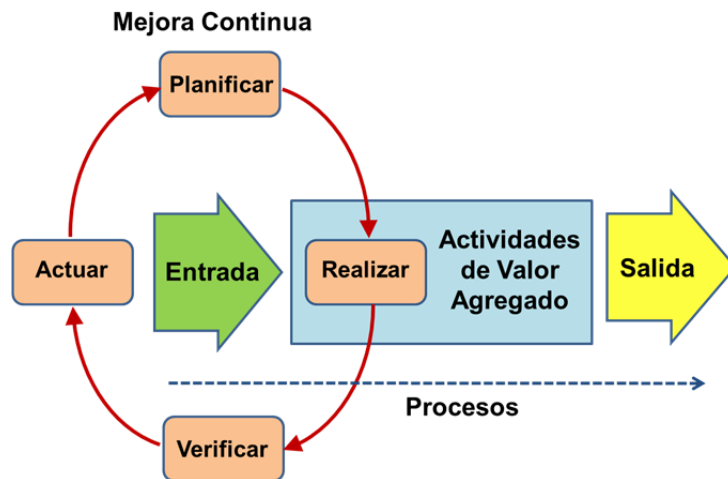 Mejora Continua
Planificar
Actuar
Entrada
Realizar
Actividades
de Valor
Agregado
Salida
Procesos
Verificar